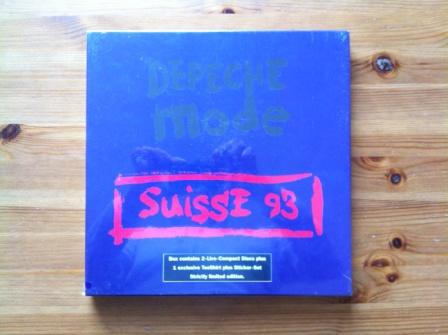 DEPECHE
mode
SUISSE 93
Box contains 2-Live-Compact Discs plus
1 exclusive TeeShirt plus Sticker-Set
Strictly limited edition.